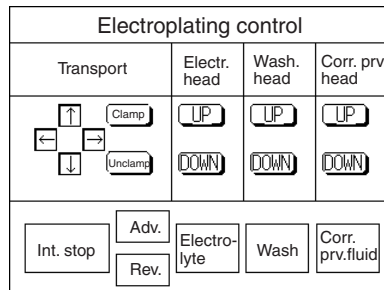 Electroplating control
Transport
Electr.
head
Wash.
head
Corr. prv
head
↑
←
→
↓
Clamp
Unclamp
UP
UP
UP
DOWN
DOWN
DOWN
Int. stop
Adv.
Rev.
Electro-
lyte
Wash
Corr.
prv.fluid